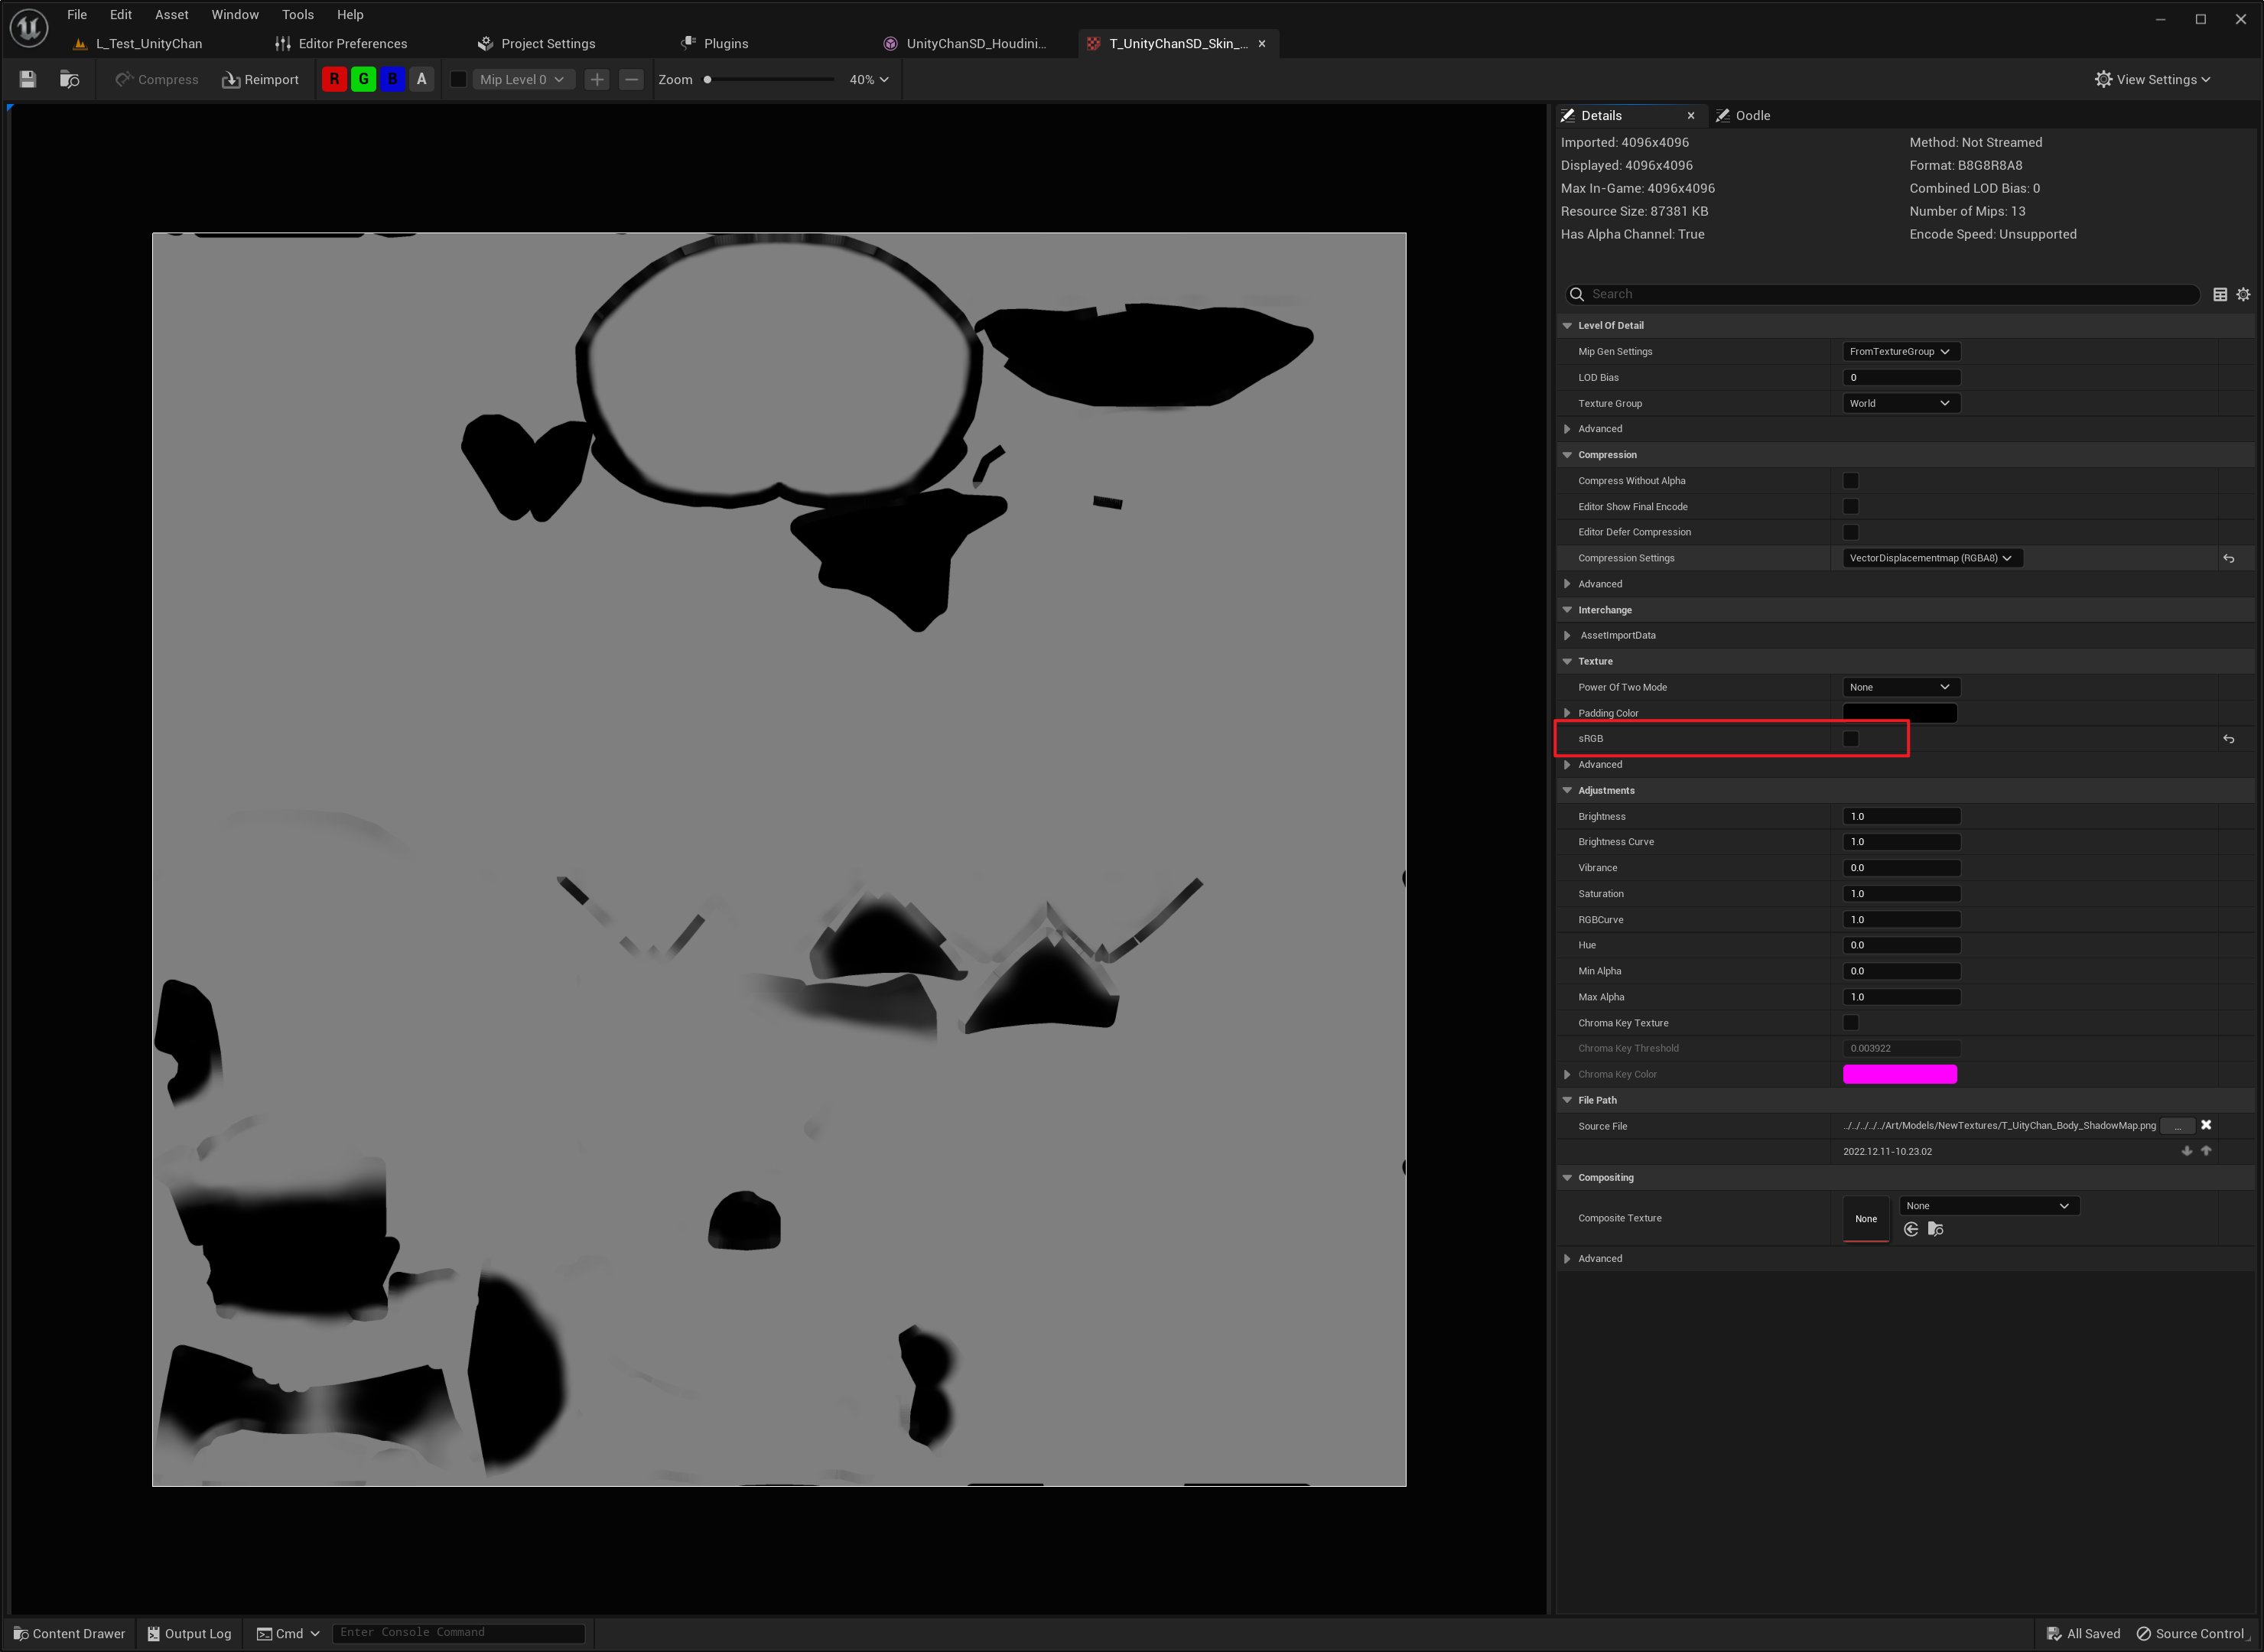 File Edit Asset Window Tools Help
L_Test_UnityChan Editor Preferences Project Settings Plugins UnityChanSD_Houdini... T_UnityChanSD_Skin_...
Compress Reimport R G B A Mip Level 0 Zoom 40% View Settings
Details Oodle
Imported: 4096x4096 Method: Not Streamed
Displayed: 4096x4096 Format: B8G8R8A8
Max In-Game: 4096x4096 Combined LOD Bias: 0
Resource Size: 87381 KB Number of Mips: 13
Has Alpha Channel: True Encode Speed: Unsupported
Search
Level Of Detail
Mip Gen Settings FromTextureGroup
LOD Bias 0
Texture Group World
Advanced
Compression
Compress Without Alpha
Editor Show Final Encode
Editor Defer Compression
Compression Settings VectorDisplacementmap (RGBA8)
Advanced
Interchange
AssetImportData
Texture
Power Of Two Mode None
Padding Color
sRGB
Advanced
Adjustments
Brightness 1.0
Brightness Curve 1.0
Vibrance 0.0
Saturation 1.0
RGBCurve 1.0
Hue 0.0
Min Alpha 0.0
Max Alpha 1.0
Chroma Key Texture
Chroma Key Threshold 0.003922
Chroma Key Color
File Path
Source File ../../../../../Art/Models/NewTextures/T_UityChan_Body_ShadowMap.png ...
2022.12.11-10.23.02
Compositing
Composite Texture None None
Advanced
Content Drawer Output Log Cmd Enter Console Command All Saved Source Control